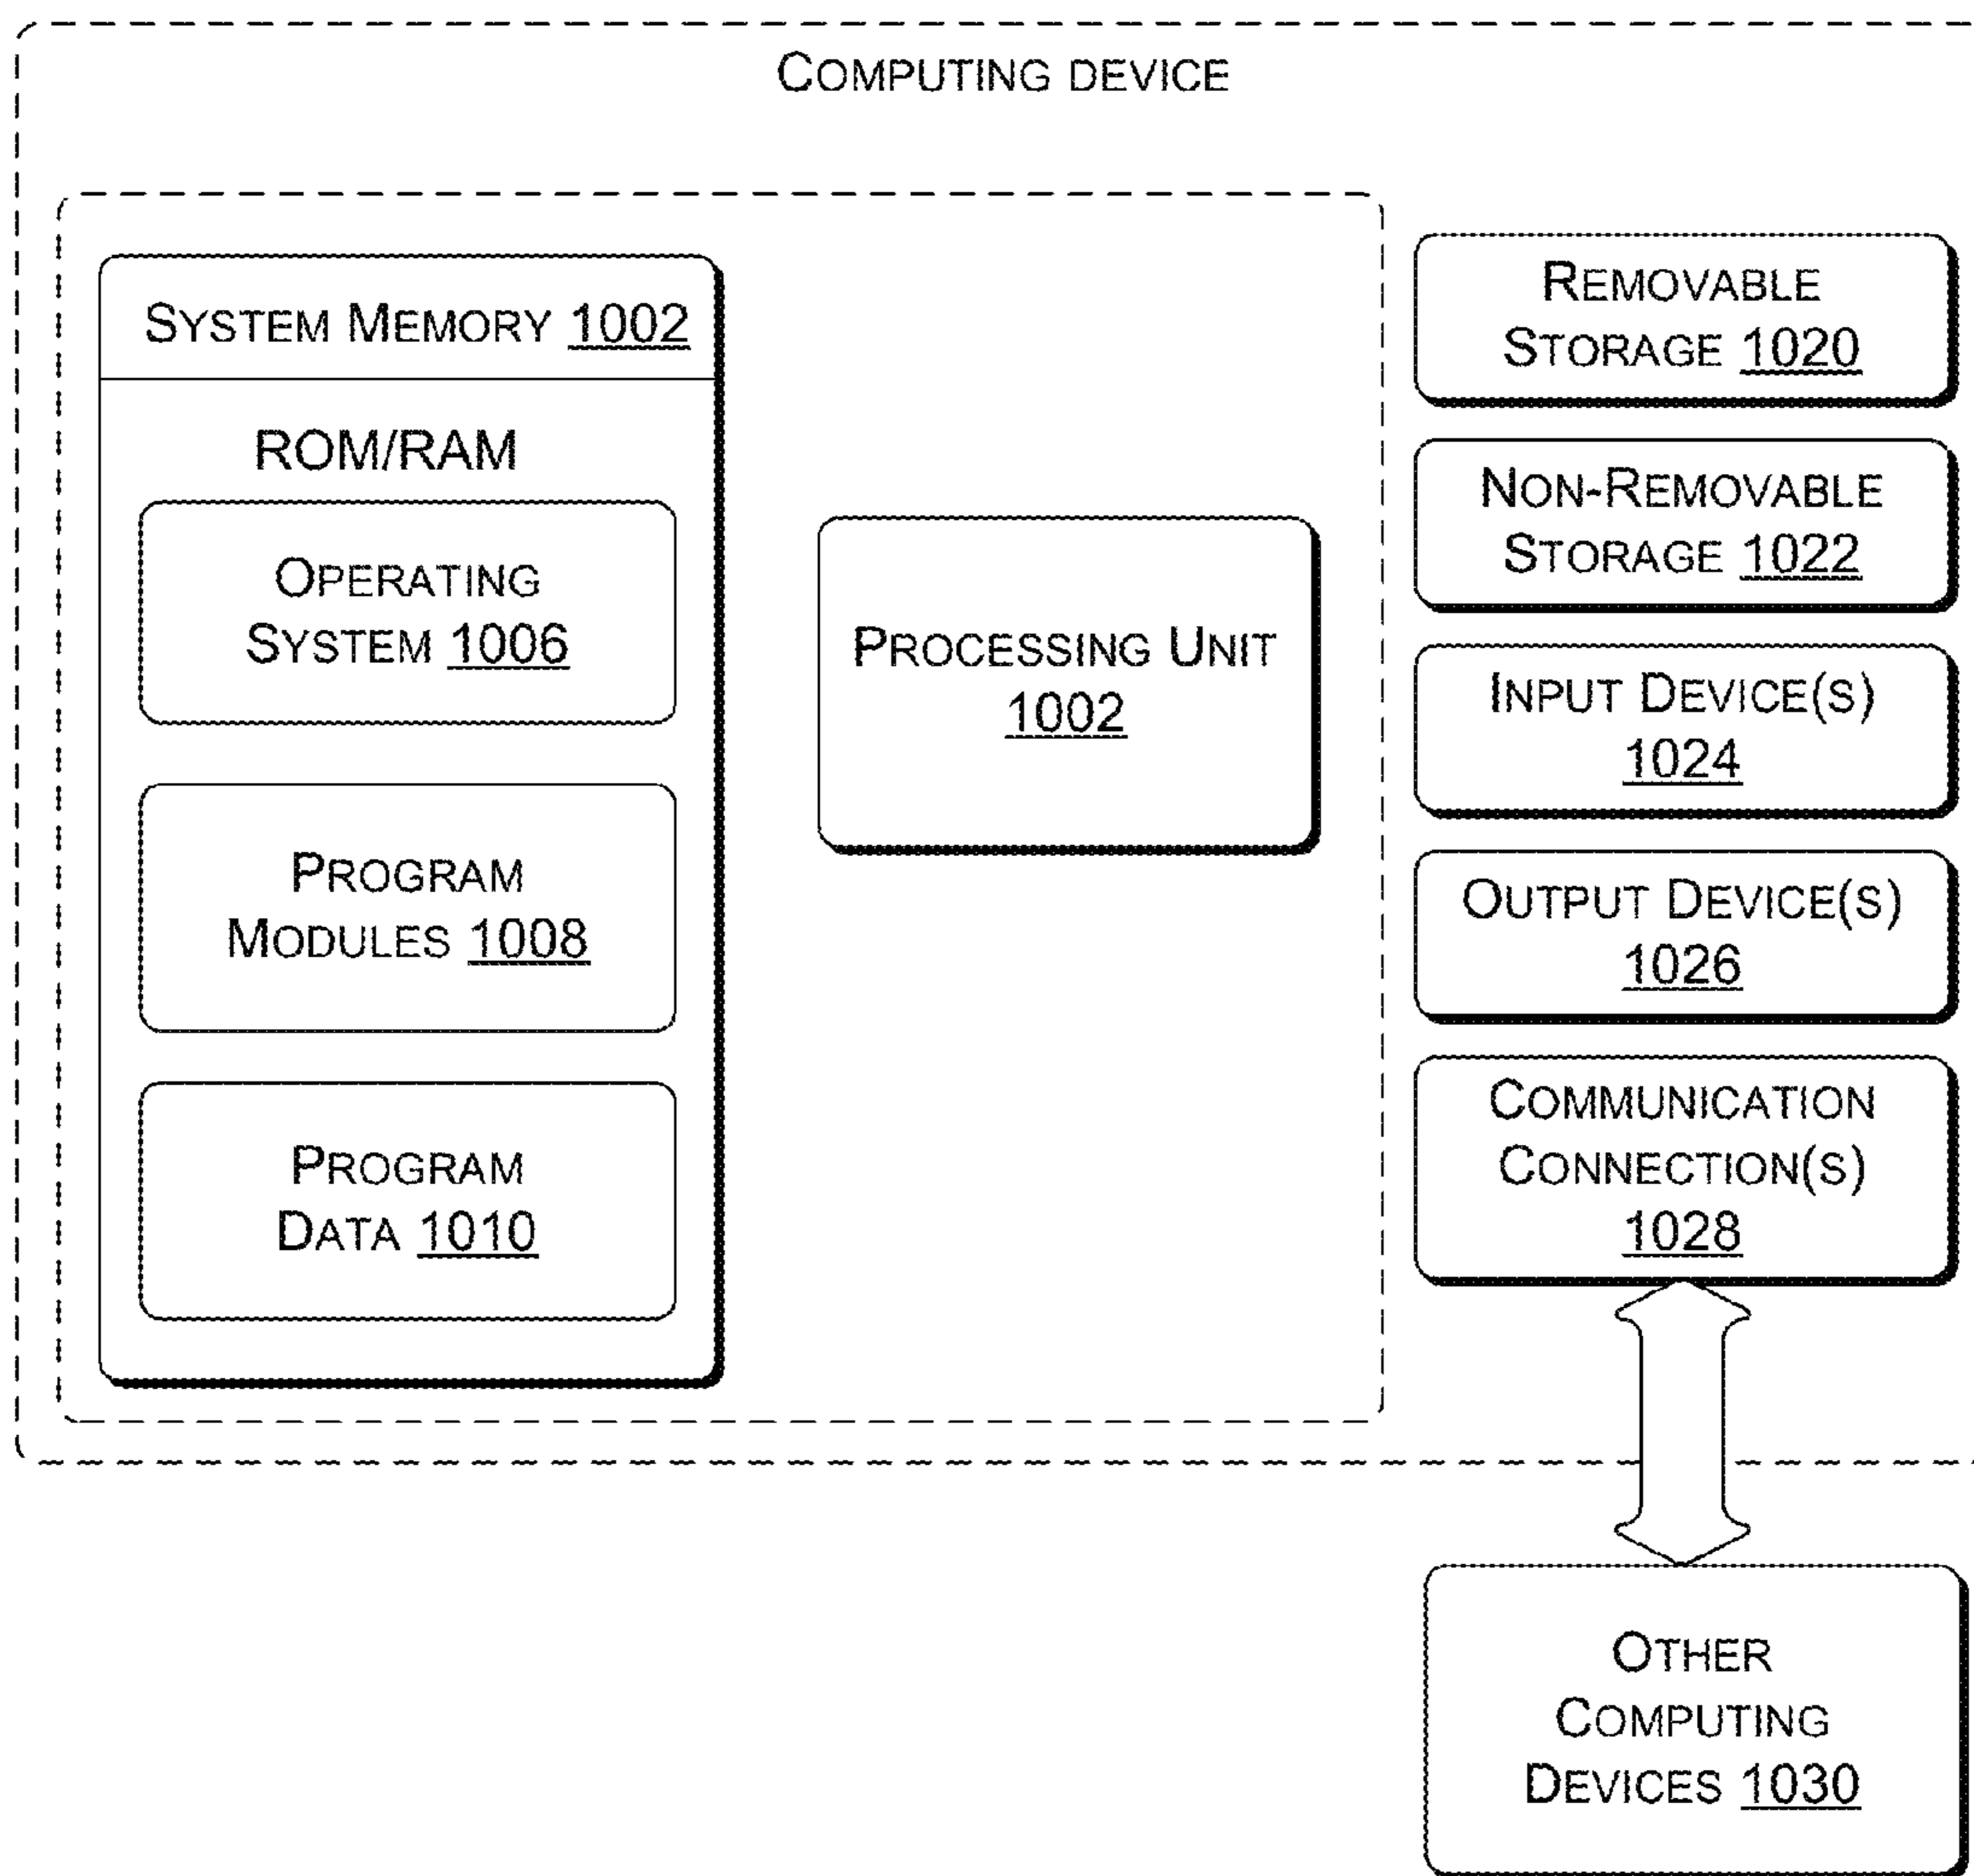 COMPUTING DEVICE
SYSTEM MEMORY 1002
ROM/RAM
OPERATING
SYSTEM 1006
PROGRAM
MODULES 1008
PROGRAM
DATA 1010
PROCESSING UNIT
1002
REMOVABLE
STORAGE 1020
NON-REMOVABLE
STORAGE 1022
INPUT DEVICE(S)
1024
OUTPUT DEVICE(S)
1026
COMMUNICATION
CONNECTION(S)
1028
OTHER
COMPUTING
DEVICES 1030